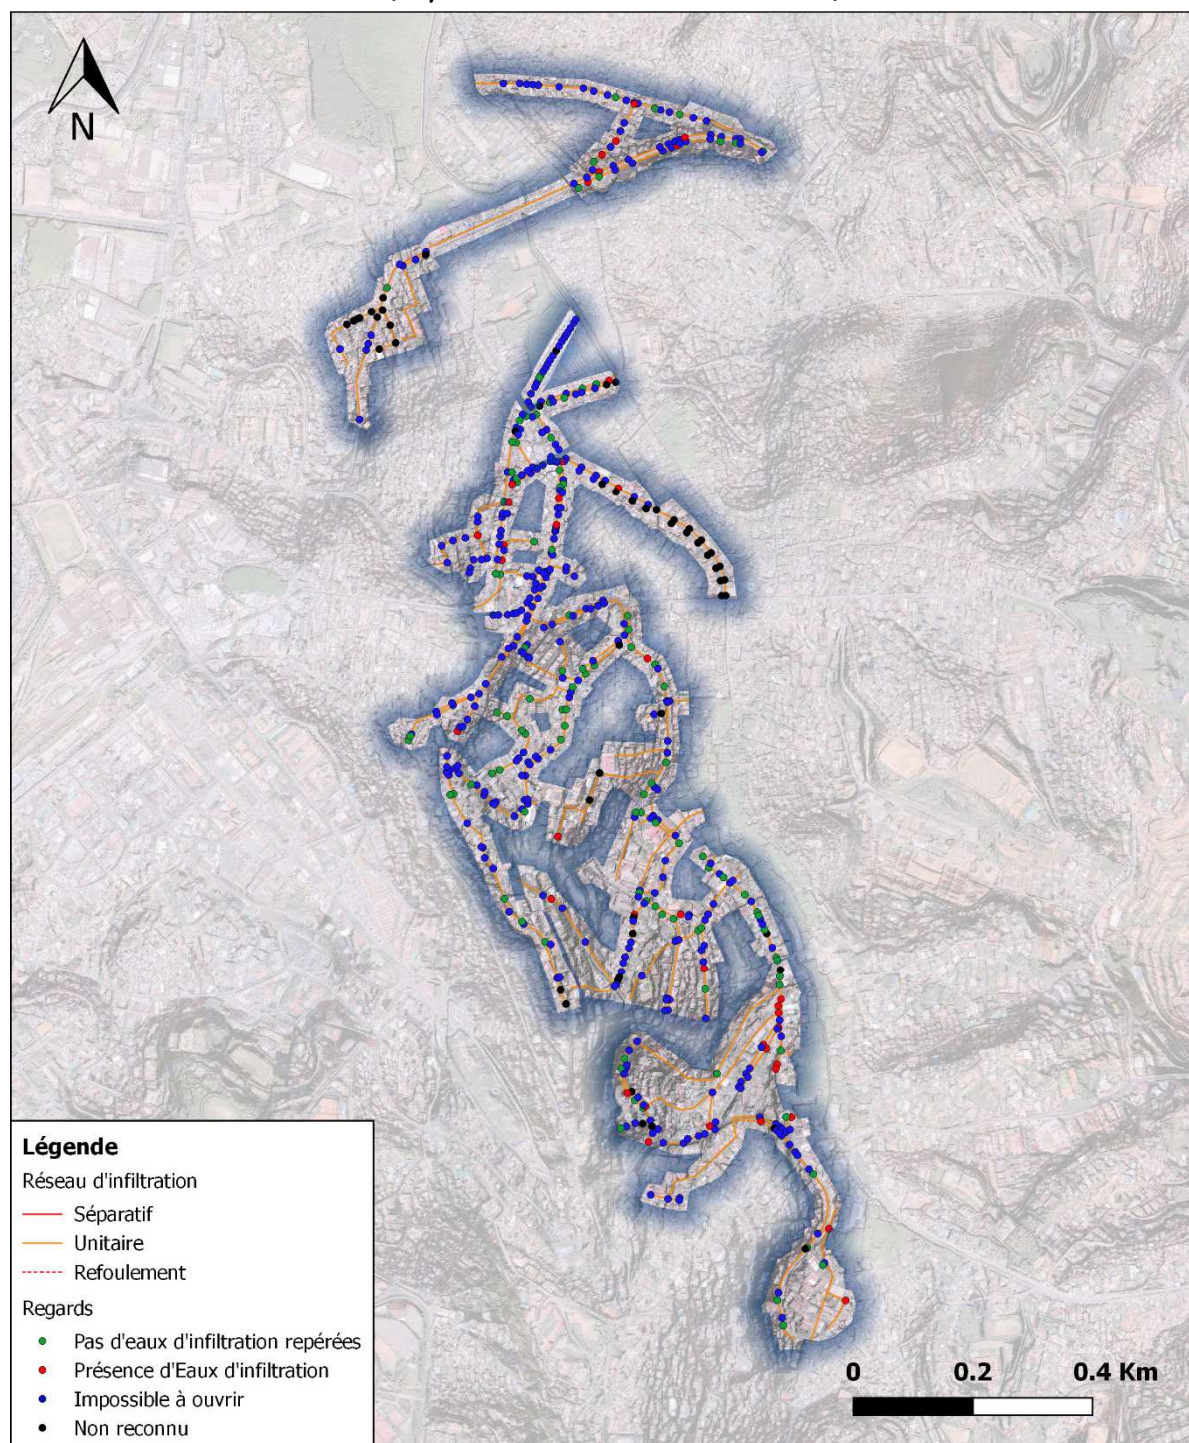 N
Légende
Réseau d'infiltration
Séparatif
Unitaire
Refoulement
Regards
Pas d'eaux d'infiltration repérées
Présence d'Eaux d'infiltration
Impossible à ouvrir
Non reconnu
0 0.2 0.4 Km